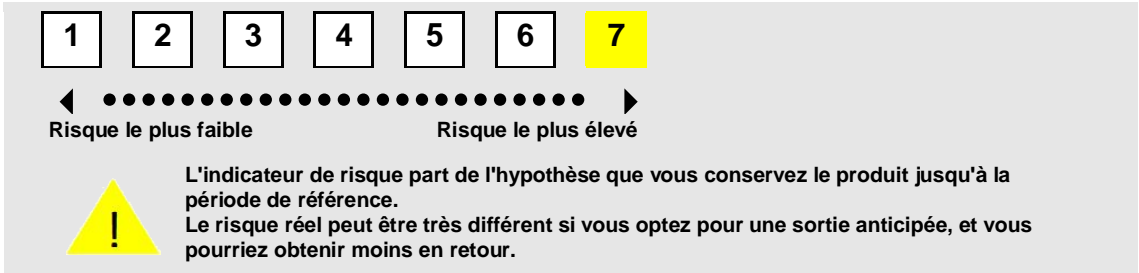 1 2 3 4 5 6 7
Risque le plus faible Risque le plus élevé
L'indicateur de risque part de l'hypothèse que vous conservez le produit jusqu'à la
période de référence.
Le risque réel peut être très différent si vous optez pour une sortie anticipée, et vous
pourriez obtenir moins en retour.
!